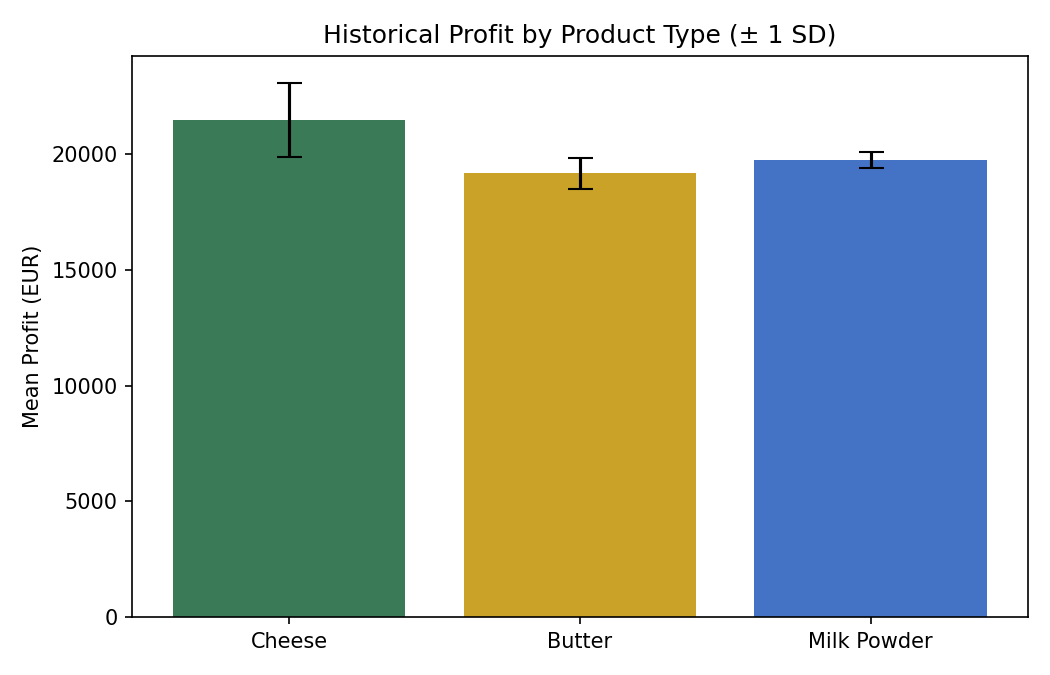 Historical Profit by Product Type (± 1 SD)
Mean Profit (EUR)
20000
15000
10000
5000
0
Cheese
Butter
Milk Powder